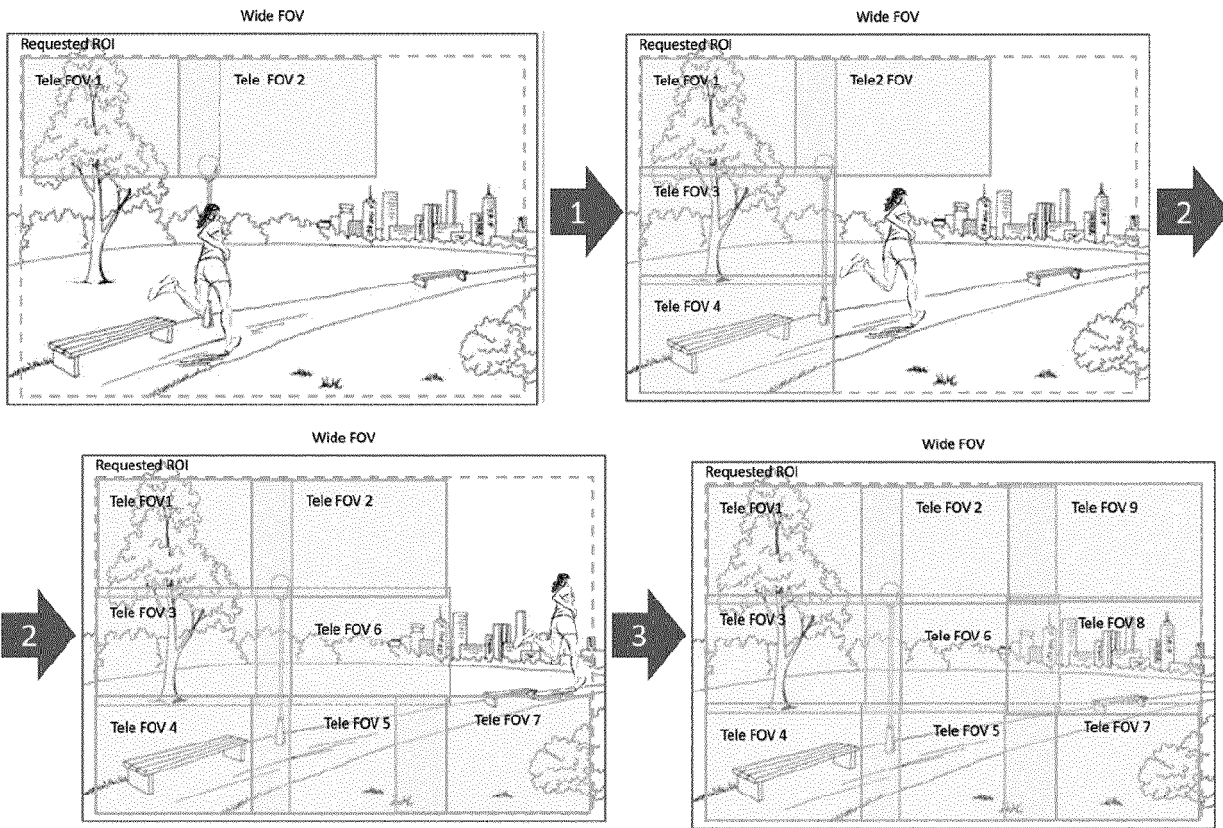 Wide FOV
Requested ROI
Tele FOV 1
Tele FOV 2
1
Wide FOV
Requested ROI
Tele FOV 1
Tele2 FOV
Tele FOV 3
Tele FOV 4
2
2
Wide FOV
Requested ROI
Tele FOV1
Tele FOV 2
Tele FOV 3
Tele FOV 6
Tele FOV 4
Tele FOV 5
Tele FOV 7
3
Wide FOV
Requested ROI
Tele FOV1
Tele FOV 2
Tele FOV 9
Tele FOV 3
Tele FOV 6
Tele FOV 8
Tele FOV 4
Tele FOV 5
Tele FOV 7